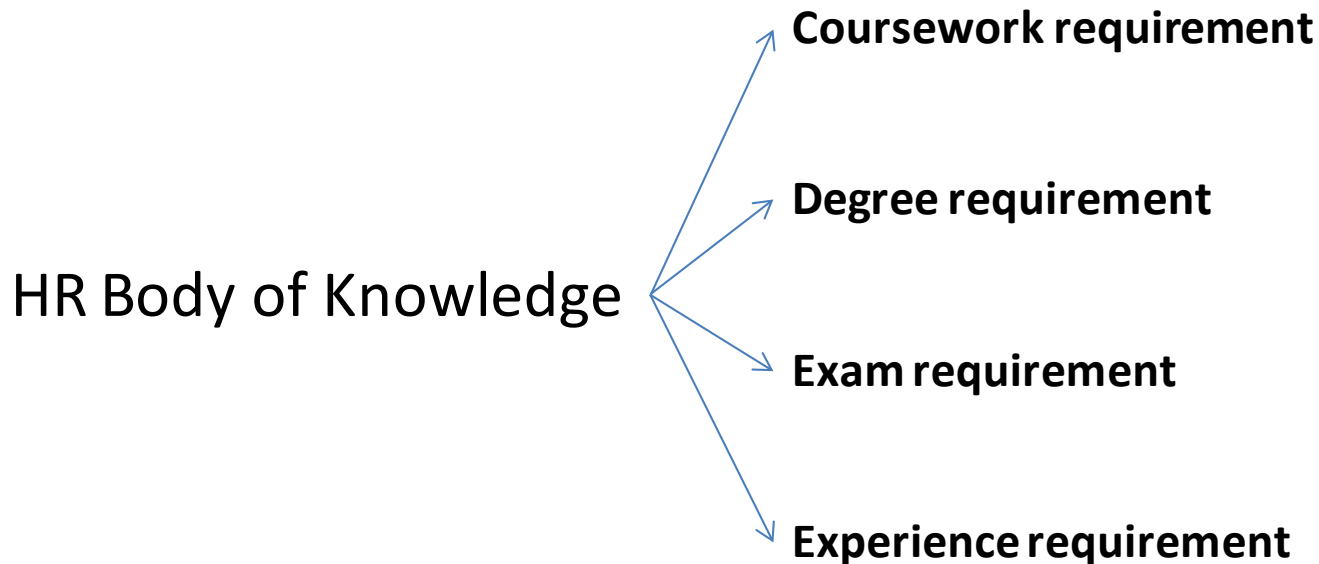 Coursework requirement
Degree requirement
HR Body of Knowledge
Exam requirement
Experience requirement